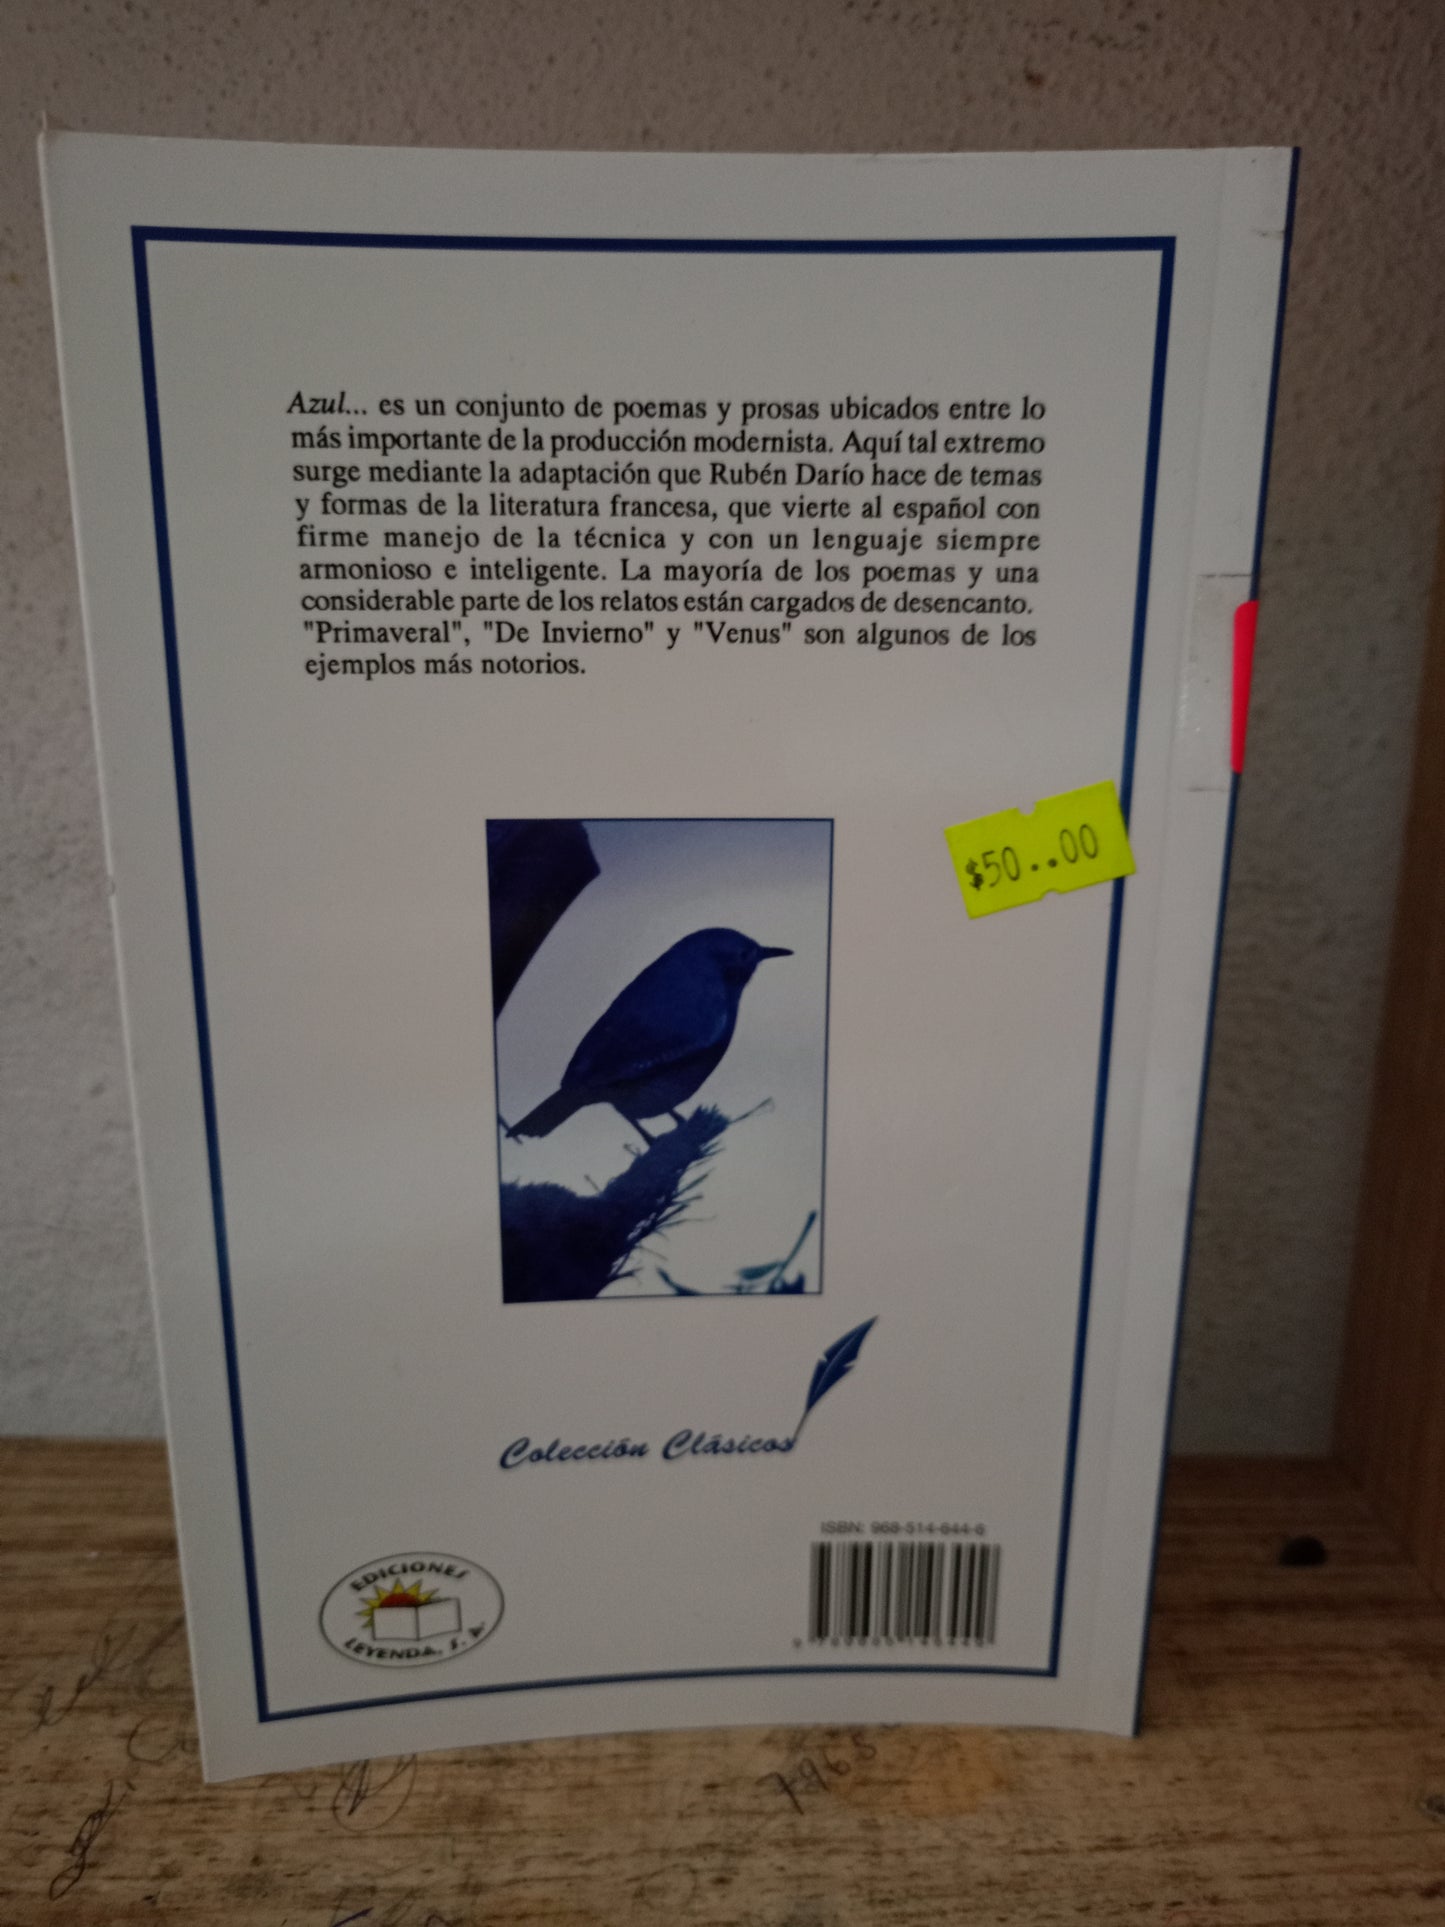 Azul... es un conjunto de poemas y prosas ubicados entre lo
más importante de la producción modernista. Aquí tal extremo
surge mediante la adaptación que Rubén Darío hace de temas
y formas de la literatura francesa, que vierte al español con
firme manejo de la técnica y con un lenguaje siempre
armonioso e inteligente. La mayoría de los poemas y una
considerable parte de los relatos están cargados de desencanto.
"Primaveral", "De Invierno" y "Venus" son algunos de los
ejemplos más notorios.
$50..00
Colección Clásicos
ISBN: 968-514-644-6
EDICIONES
LEYENDA, S. A.
7965